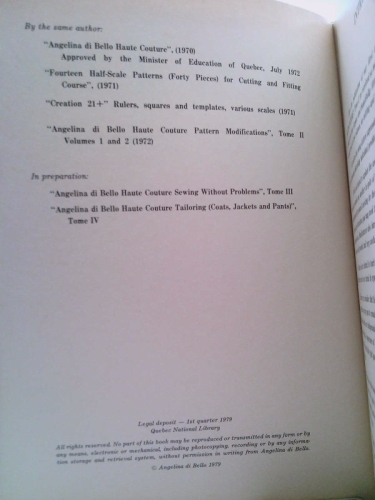 By the same author:
"Angelina di Bello Haute Couture", (1970)
Approved by the Minister of Education of Quebec, July 1972
"Fourteen Half-Scale Patterns (Forty Pieces) for Cutting and Fitting
Course", (1971)
"Creation 21+" Rulers, squares and templates, various scales (1971)
"Angelina di Bello Haute Couture Pattern Modifications", Tome II
Volumes 1 and 2 (1972)
In preparation:
"Angelina di Bello Haute Couture Sewing Without Problems", Tome III
"Angelina di Bello Haute Couture Tailoring (Coats, Jackets and Pants)",
Tome IV
Legal deposit — 1st quarter 1979
Quebec National Library
All rights reserved. No part of this book may be reproduced or transmitted in any form or by
any means, electronic or mechanical, including photocopying, recording or by any informa-
tion storage and retrieval system, without permission in writing from Angelina di Bello.
© Angelina di Bello 1979